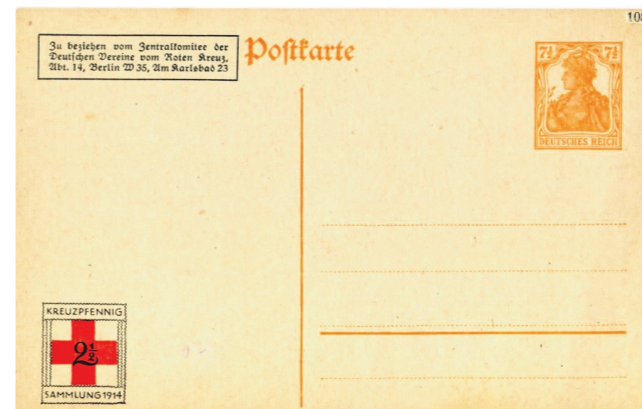 108
Zu beziehen vom Zentralkomitee der
Deutschen Vereine vom Roten Kreuz,
Abt. 14, Berlin W 35, Am Karlsbad 23
Postkarte
7½ 7½
DEUTSCHES REICH
KREUZPFENNIG
2½
SAMMLUNG 1914